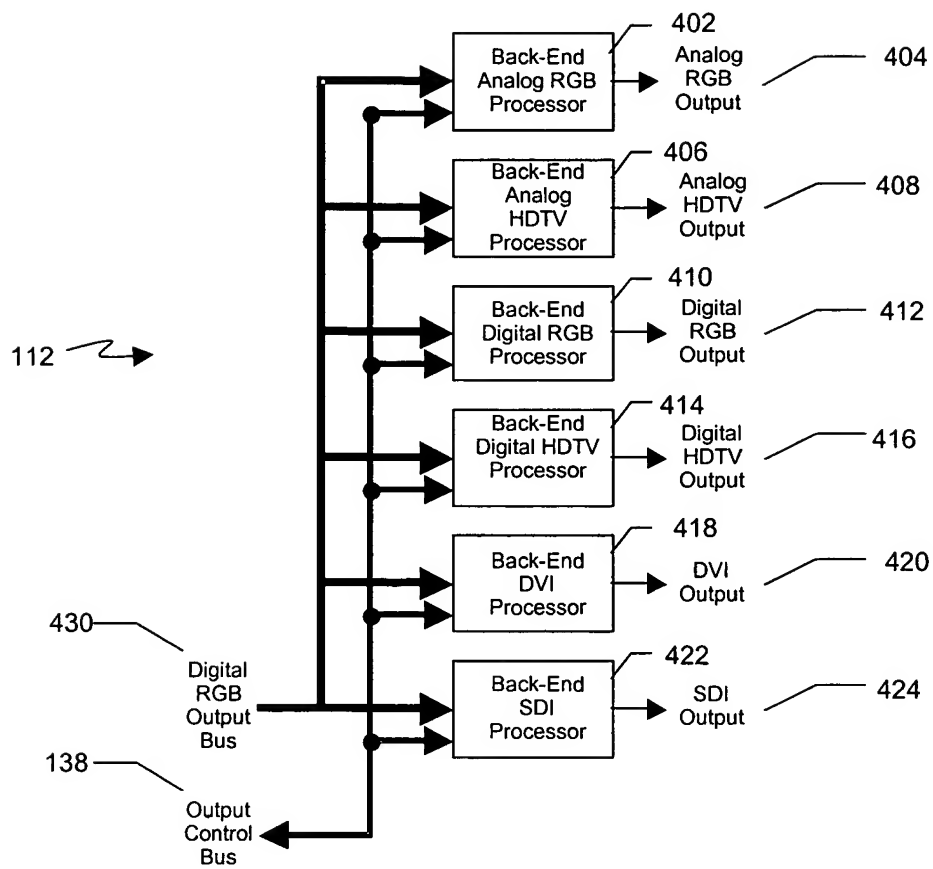 402
Back-End
Analog RGB
Processor
Analog
RGB
Output
404
406
Back-End
Analog
HDTV
Processor
Analog
HDTV
Output
408
410
Back-End
Digital RGB
Processor
Digital
RGB
Output
412
112
414
Back-End
Digital HDTV
Processor
Digital
HDTV
Output
416
418
Back-End
DVI
Processor
DVI
Output
420
430
Digital
RGB
Output
Bus
422
Back-End
SDI
Processor
SDI
Output
424
138
Output
Control
Bus